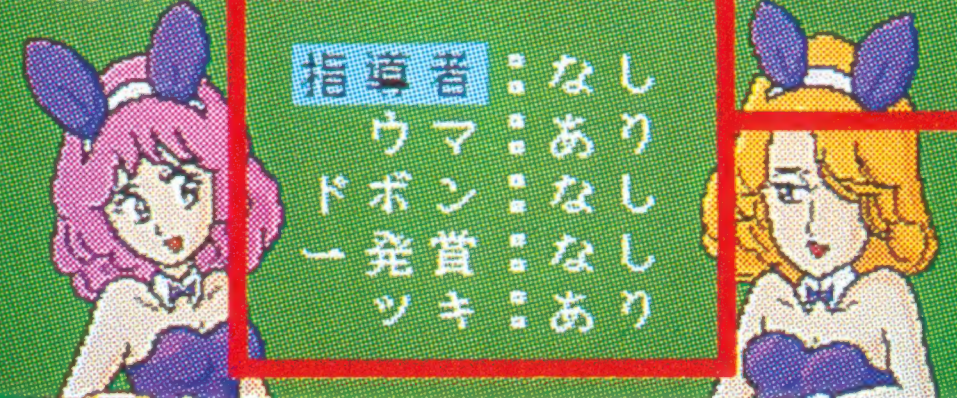 指導者：なし
ウマ：あり
ドボン：なし
一発賞：なし
ツキ：あり